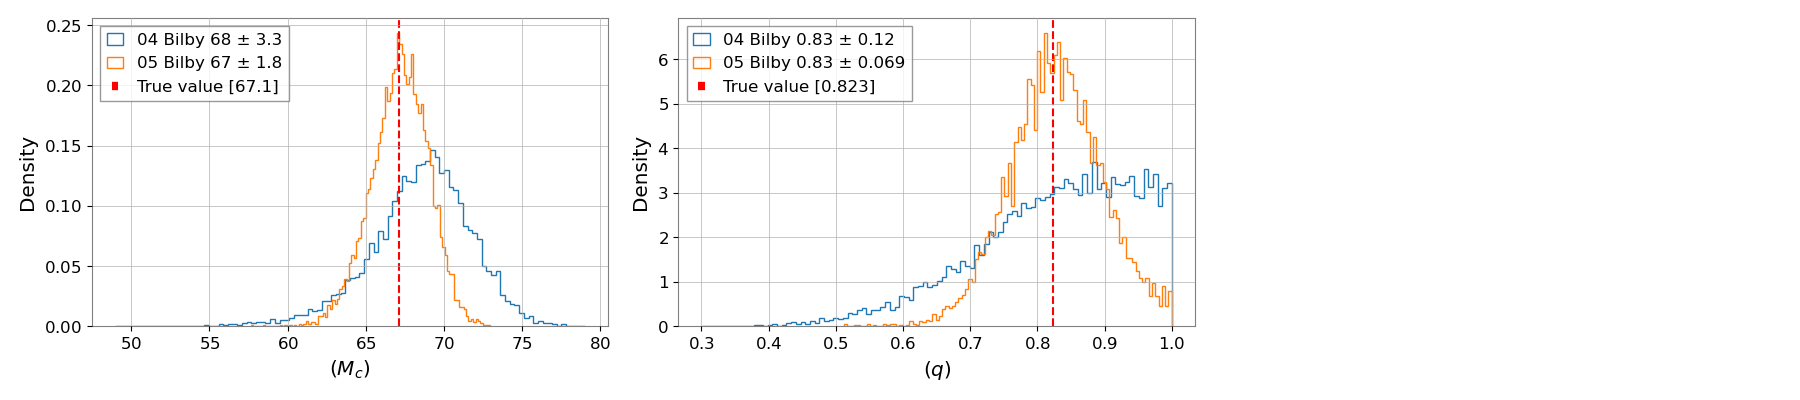 0.25
0.20
0.15
0.10
0.05
0.00
Density
04 Bilby 68 ± 3.3
05 Bilby 67 ± 1.8
True value [67.1]
50 55 60 65 70 75 80
(M_c)
6
5
4
3
2
1
0
Density
04 Bilby 0.83 ± 0.12
05 Bilby 0.83 ± 0.069
True value [0.823]
0.3 0.4 0.5 0.6 0.7 0.8 0.9 1.0
(q)